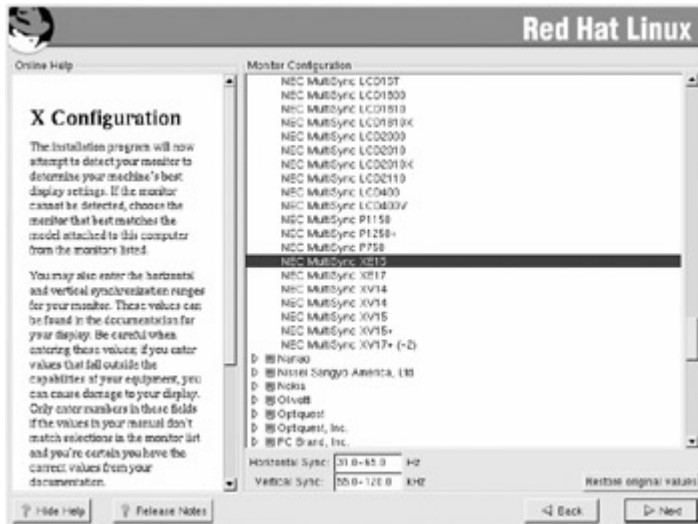 Red Hat Linux
Online Help
X Configuration
The installation program will now
attempt to detect your monitor to
determine your machine's best
display settings. If the monitor
cannot be detected, choose the
monitor that best matches the
model attached to this computer
from the monitors listed.
You may also enter the horizontal
and vertical synchronization ranges
for your monitor. These values can
be found in the documentation for
your display. Be careful when
entering these values; if you enter
values that fall outside the
capabilities of your equipment, you
can cause damage to your display.
Only enter numbers in these fields
if the values in your manual don't
match selections in the monitor list
and you're certain you have the
correct values from your
documentation.
Monitor Configuration
NEC MultiSync LCD15T
NEC MultiSync LCD1800
NEC MultiSync LCD1810
NEC MultiSync LCD1810X
NEC MultiSync LCD2000
NEC MultiSync LCD2010
NEC MultiSync LCD2010X
NEC MultiSync LCD2110
NEC MultiSync LCD400
NEC MultiSync LCD400V
NEC MultiSync P1150
NEC MultiSync P1250+
NEC MultiSync P750
NEC MultiSync XE15
NEC MultiSync XE17
NEC MultiSync XV14
NEC MultiSync XV14
NEC MultiSync XV15
NEC MultiSync XV15+
NEC MultiSync XV17+ (-2)
Nanao
Nissei Sangyo America, Ltd
Nokia
Olivetti
Optiquest
Optiquest, Inc.
PC Brand, Inc.
Horizontal Sync: 31.0-65.0 HZ
Vertical Sync: 55.0-120.0 kHZ
Restore original values
? Hide Help
? Release Notes
Back
Next